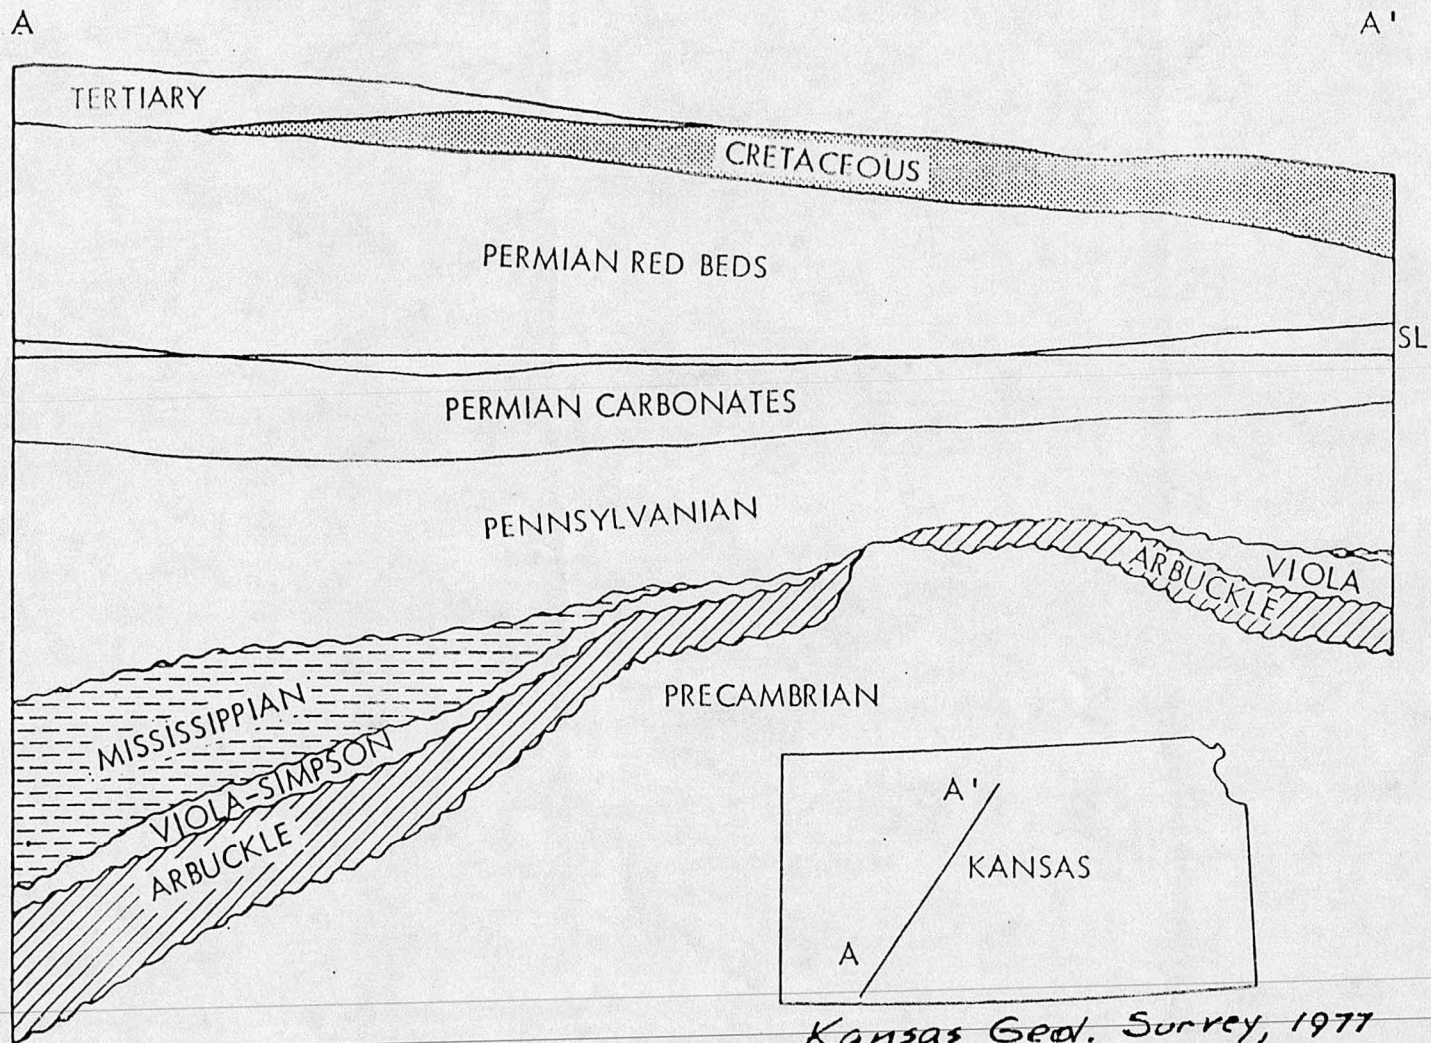 A
A'
TERTIARY
CRETACEOUS
PERMIAN RED BEDS
SL
PERMIAN CARBONATES
PENNSYLVANIAN
VIOLA
ARBUCKLE
MISSISSIPPIAN
PRECAMBRIAN
VIOLA-SIMPSON
ARBUCKLE
A'
KANSAS
A
Kansas Geol. Survey, 1977